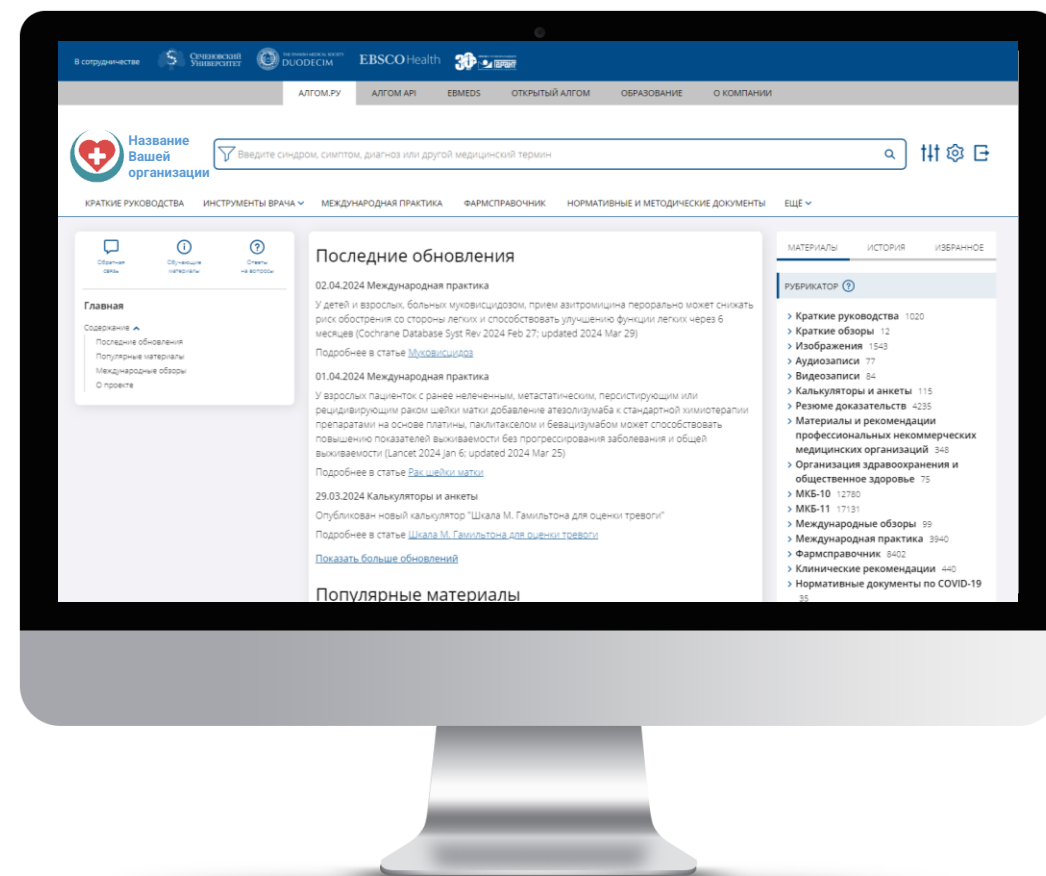 В сотрудничестве
Сеченовский
Университет
THE FINNISH MEDICAL SOCIETY
DUODECIM
EBSCO Health
30
АЛГОМ.РУ
АЛГОМ API
EBMEDS
ОТКРЫТЫЙ АЛГОМ
ОБРАЗОВАНИЕ
О КОМПАНИИ
Название
Вашей
организации
Введите синдром, симптом, диагноз или другой медицинский термин
КРАТКИЕ РУКОВОДСТВА
ИНСТРУМЕНТЫ ВРАЧА
МЕЖДУНАРОДНАЯ ПРАКТИКА
ФАРМСПРАВОЧНИК
НОРМАТИВНЫЕ И МЕТОДИЧЕСКИЕ ДОКУМЕНТЫ
ЕЩЁ
Обратная
связь
Обучающие
материалы
Ответы
на вопросы
Главная
Содержание
Последние обновления
Популярные материалы
Международные обзоры
О проекте
Последние обновления
02.04.2024 Международная практика
У детей и взрослых, больных муковисцидозом, прием азитромицина перорально может снижать
риск обострения со стороны легких и способствовать улучшению функции легких через 6
месяцев (Cochrane Database Syst Rev 2024 Feb 27; updated 2024 Mar 29)
Подробнее в статье Муковисцидоз
01.04.2024 Международная практика
У взрослых пациенток с ранее нелеченным, метастатическим, персистирующим или
рецидивирующим раком шейки матки добавление атезолизумаба к стандартной химиотерапии
препаратами на основе платины, паклитакселом и бевацизумабом может способствовать
повышению показателей выживаемости без прогрессирования заболевания и общей
выживаемости (Lancet 2024 Jan 6; updated 2024 Mar 25)
Подробнее в статье Рак шейки матки
29.03.2024 Калькуляторы и анкеты
Опубликован новый калькулятор "Шкала М. Гамильтона для оценки тревоги"
Подробнее в статье Шкала М. Гамильтона для оценки тревоги
Показать больше обновлений
Популярные материалы
МАТЕРИАЛЫ
ИСТОРИЯ
ИЗБРАННОЕ
РУБРИКАТОР
Краткие руководства 1020
Краткие обзоры 12
Изображения 1543
Аудиозаписи 77
Видеозаписи 84
Калькуляторы и анкеты 115
Резюме доказательств 4235
Материалы и рекомендации
профессиональных некоммерческих
медицинских организаций 348
Организация здравоохранения и
общественное здоровье 75
МКБ-10 12780
МКБ-11 17131
Международные обзоры 99
Международная практика 3940
Фармсправочник 8402
Клинические рекомендации 440
Нормативные документы по COVID-19
35